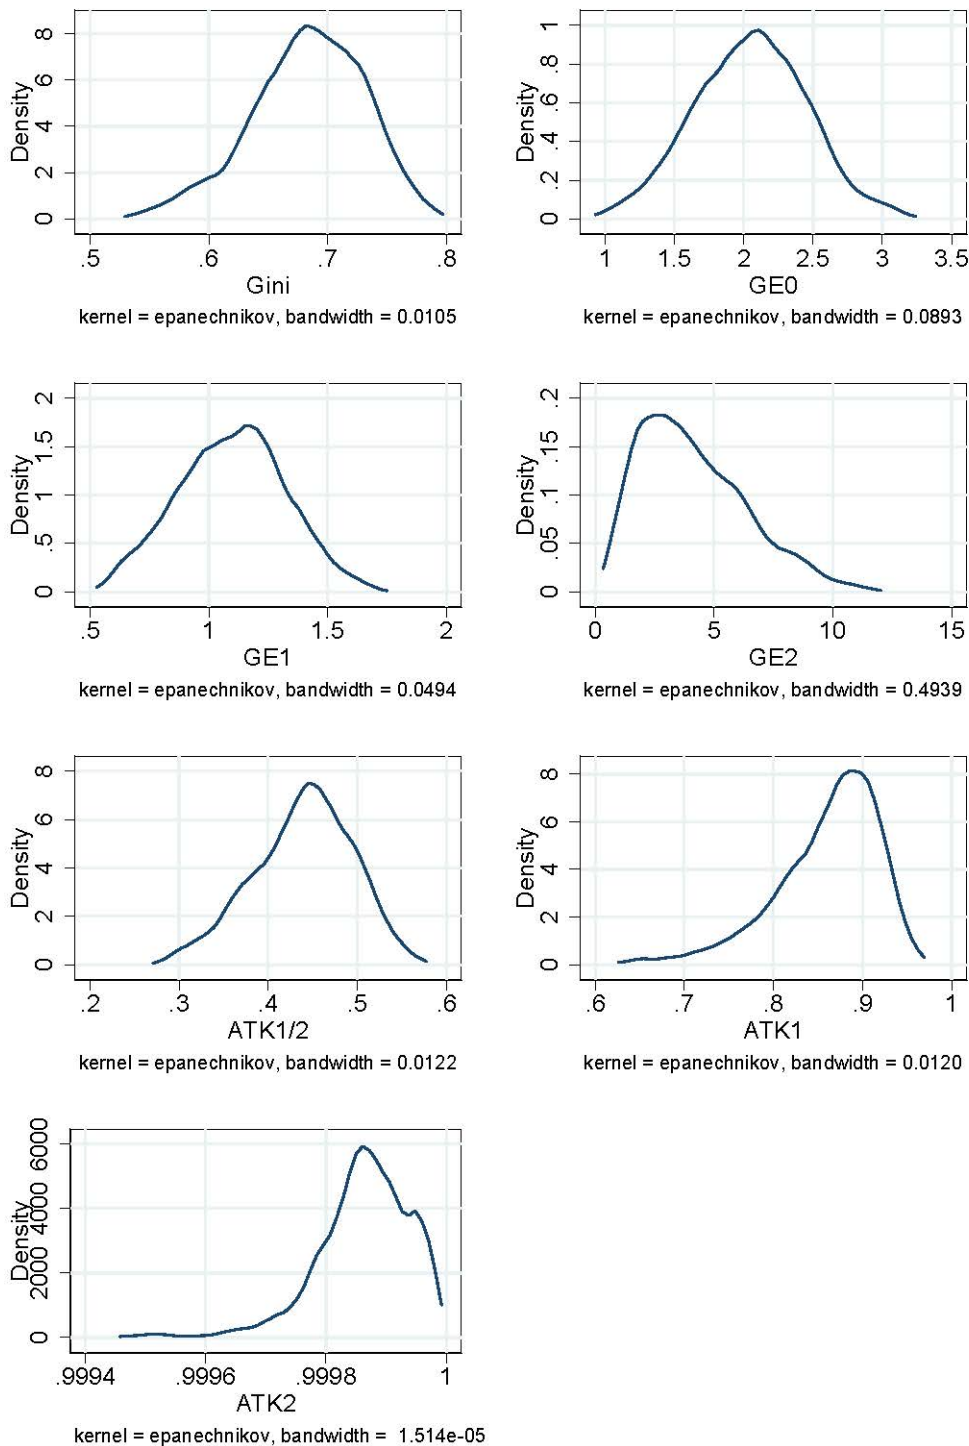 Density
0 2 4 6 8
.5 .6 .7 .8
Gini
kernel = epanechnikov, bandwidth = 0.0105
Density
0 .2 .4 .6 .8 1
1 1.5 2 2.5 3 3.5
GE0
kernel = epanechnikov, bandwidth = 0.0893
Density
0 .5 1 1.5 2
.5 1 1.5 2
GE1
kernel = epanechnikov, bandwidth = 0.0494
Density
0 .05 .1 .15 .2
0 5 10 15
GE2
kernel = epanechnikov, bandwidth = 0.4939
Density
0 2 4 6 8
.2 .3 .4 .5 .6
ATK1/2
kernel = epanechnikov, bandwidth = 0.0122
Density
0 2 4 6 8
.6 .7 .8 .9 1
ATK1
kernel = epanechnikov, bandwidth = 0.0120
Density
0 2000 4000 6000
.9994 .9996 .9998 1
ATK2
kernel = epanechnikov, bandwidth = 1.514e-05